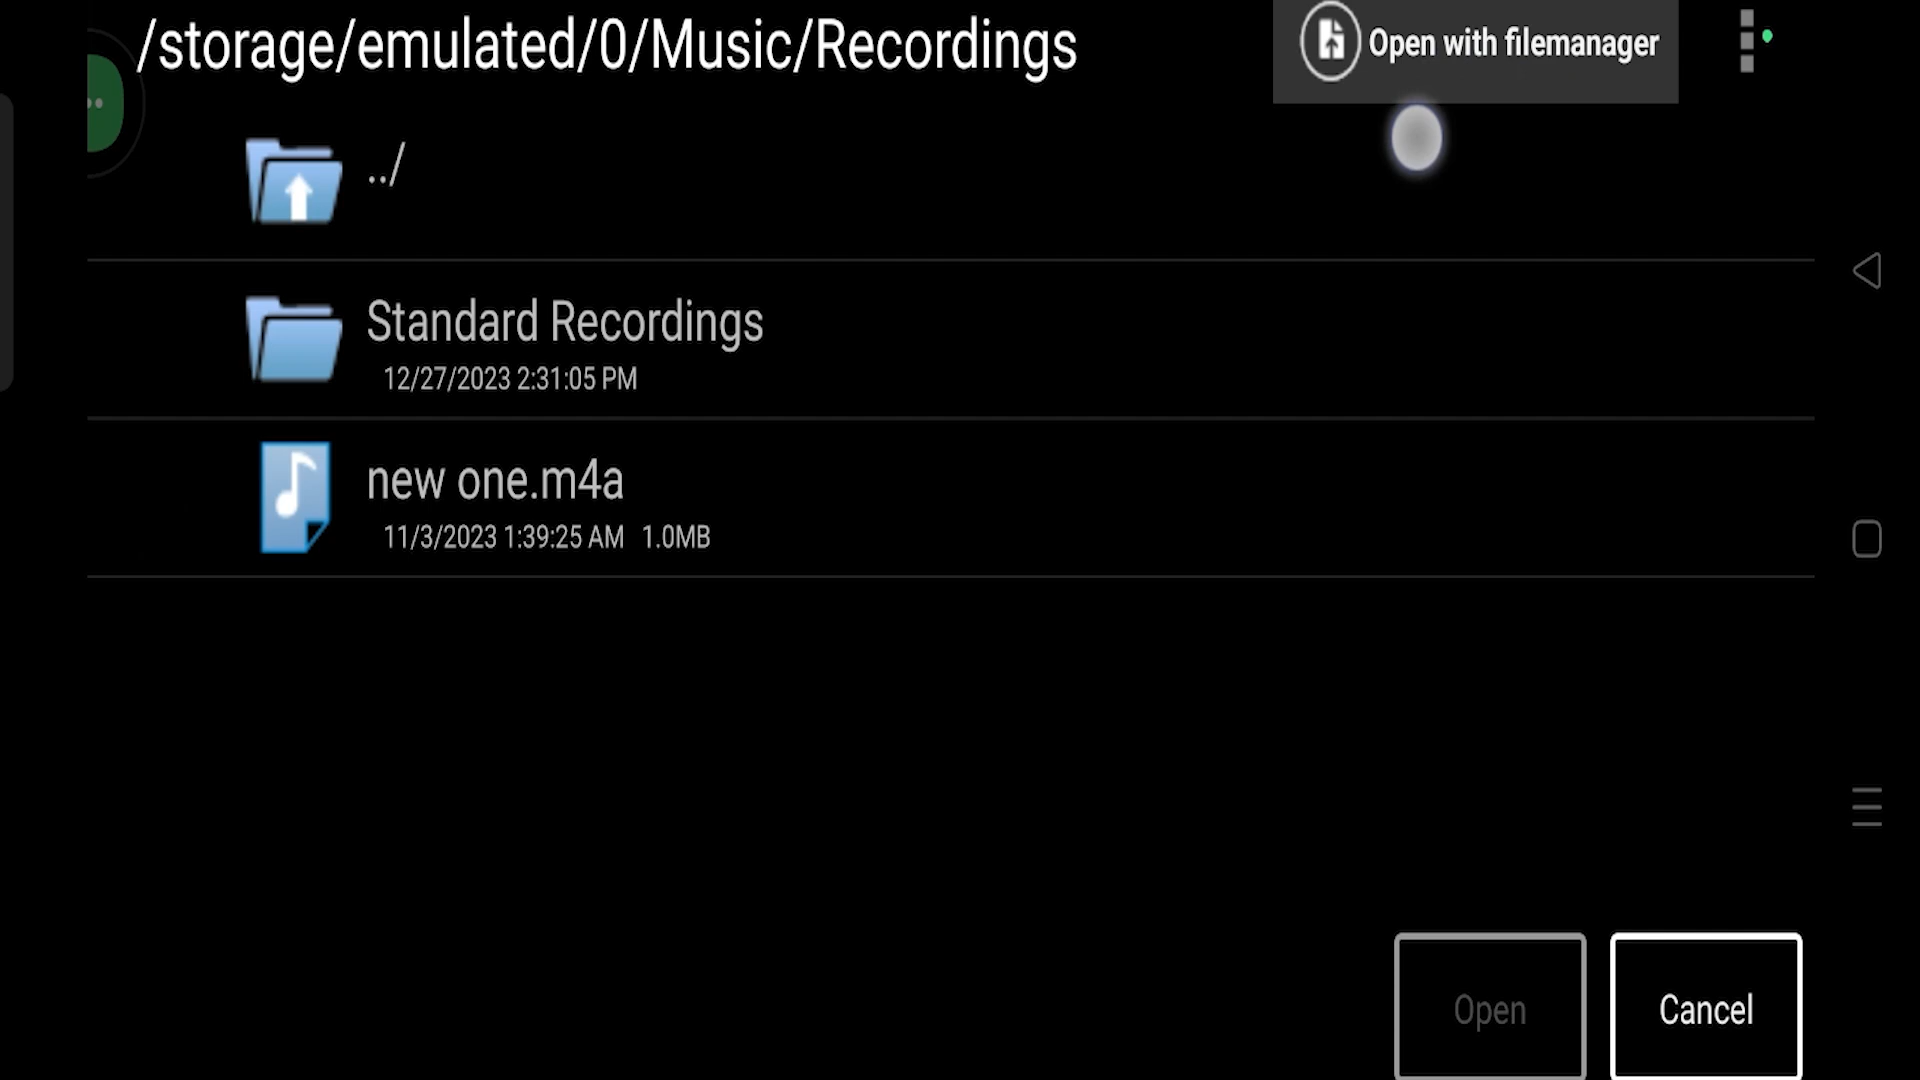 /storage/emulated/0/Music/Recordings
Open with filemanager
../
Standard Recordings
12/27/2023 2:31:05 PM
new one.m4a
11/3/2023 1:39:25 AM 1.0MB
Open
Cancel